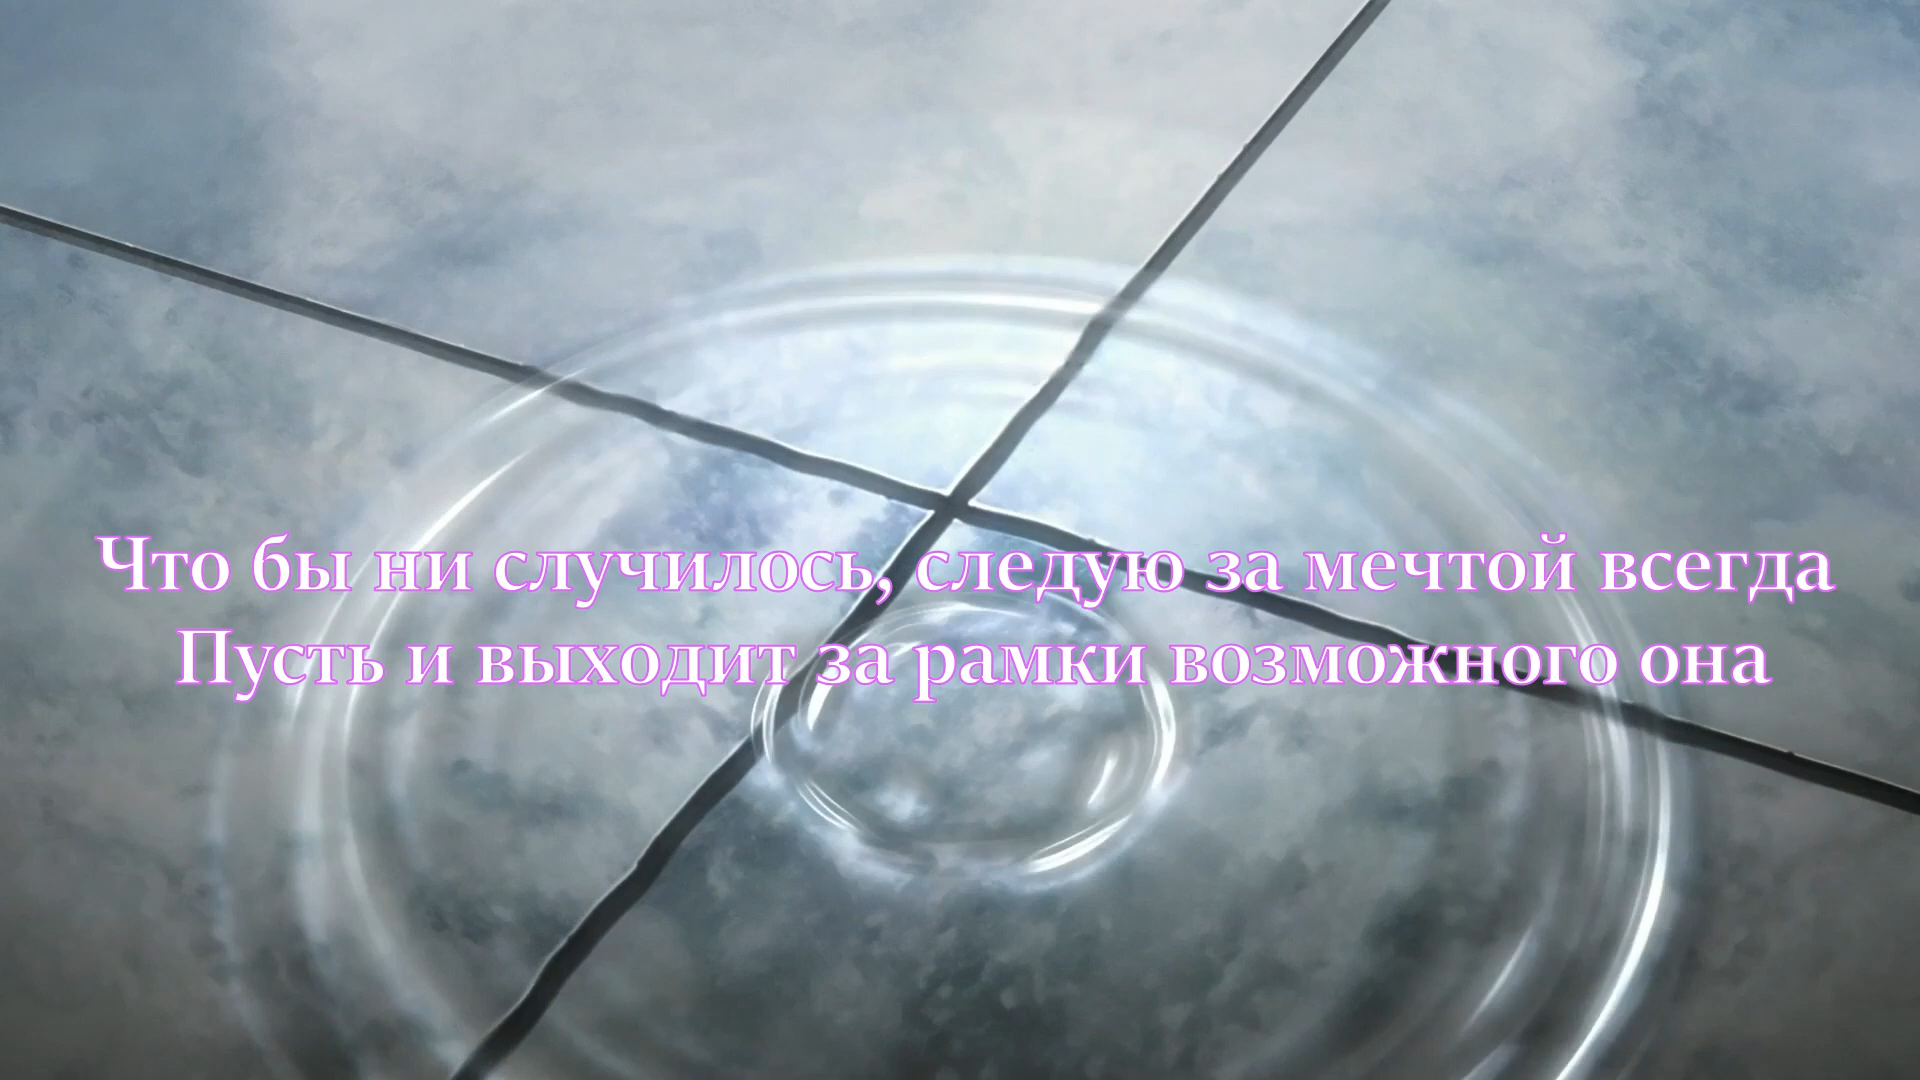 Что бы ни случилось, следую за мечтой всегда
Пусть и выходит за рамки возможного она